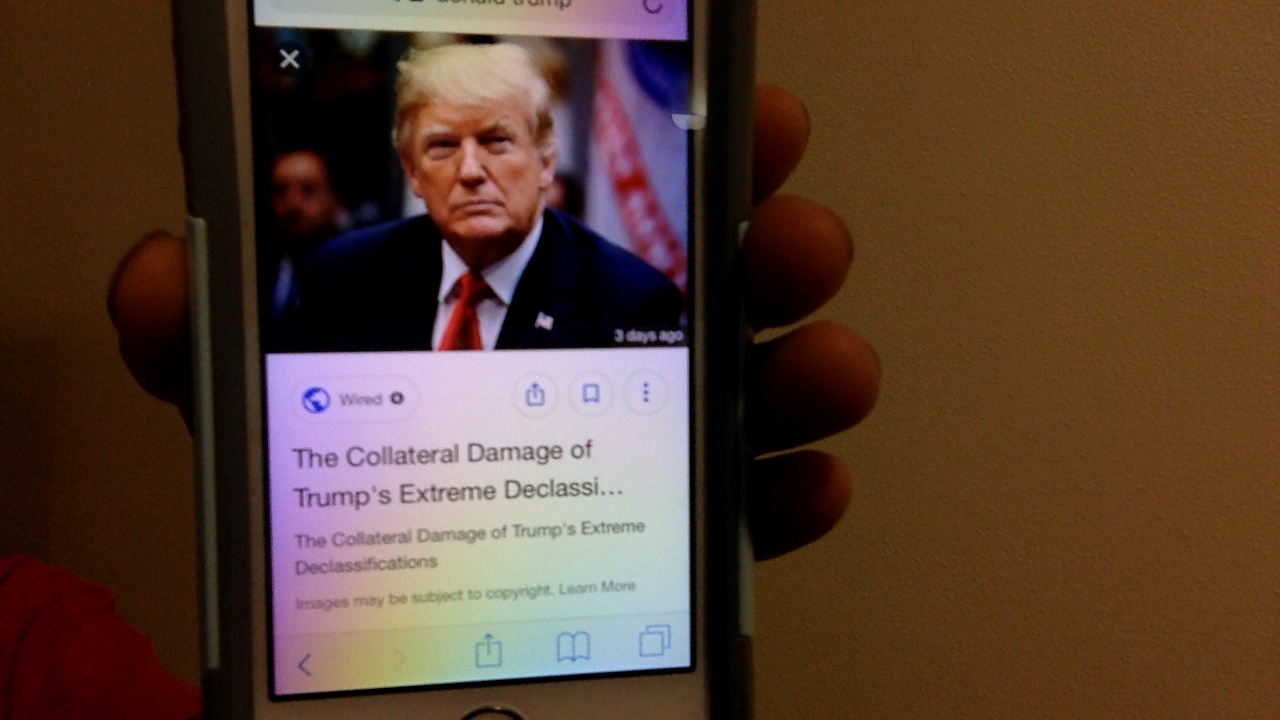 donald trump
3 days ago
Wired
The Collateral Damage of
Trump's Extreme Declassi...
The Collateral Damage of Trump's Extreme
Declassifications
Images may be subject to copyright. Learn More